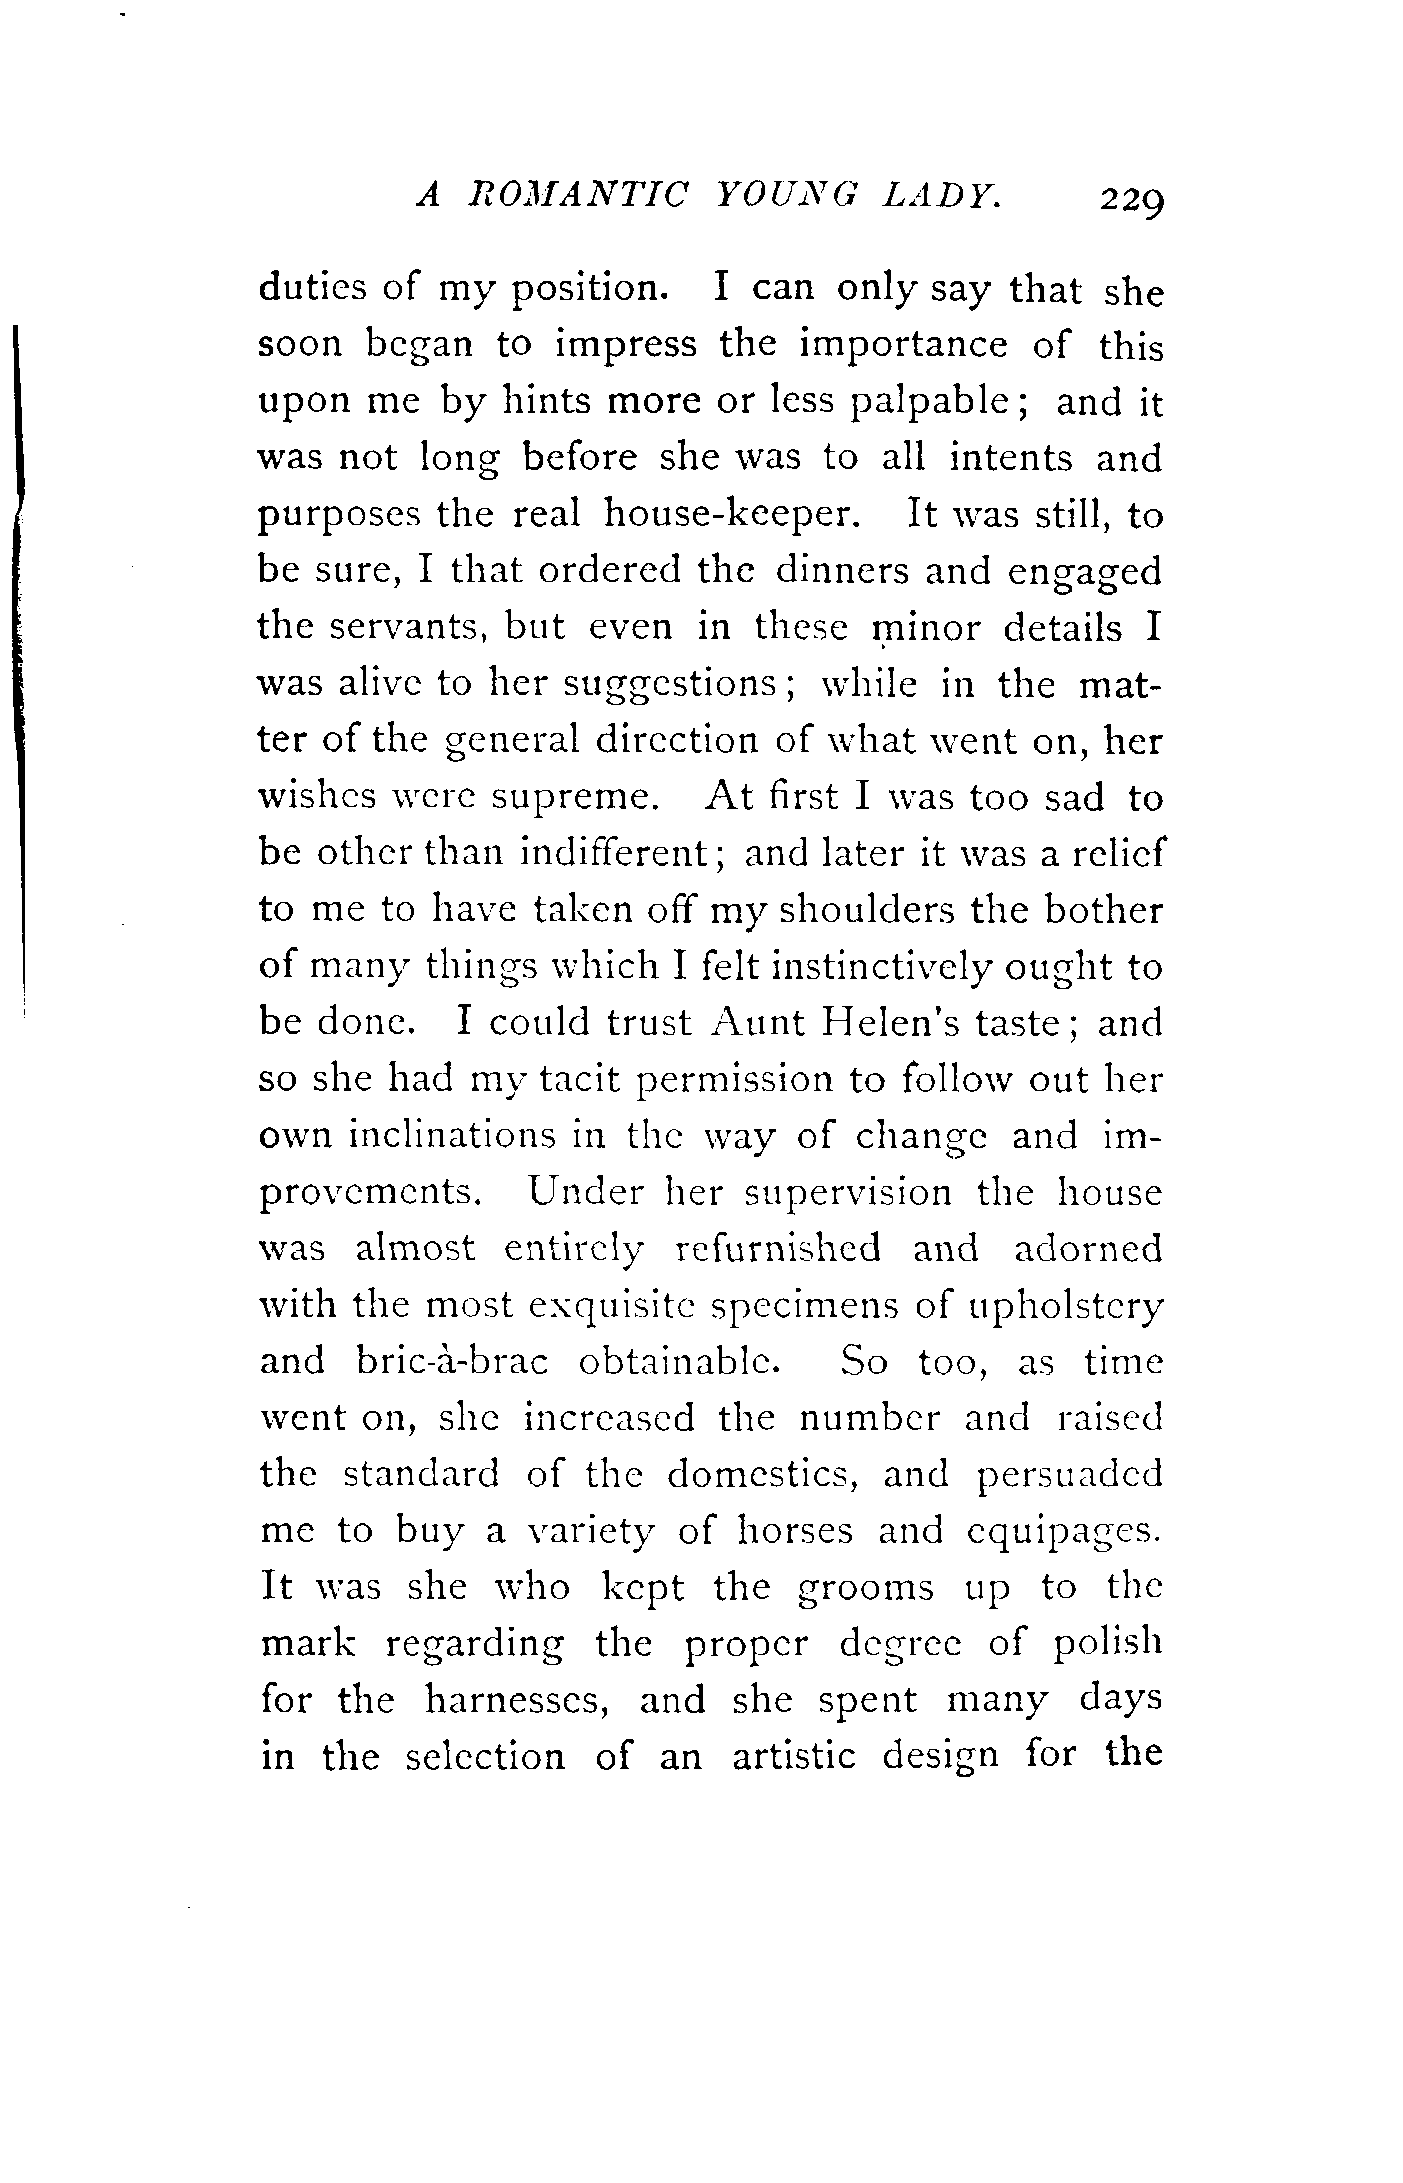 A ROMANTIC YOUNG LADY. 229
duties of my position. I can only say that she
soon began to impress the importance of this
upon me by hints more or less palpable; and it
was not long before she was to all intents and
purposes the real house-keeper. It was still, to
be sure, I that ordered the dinners and engaged
the servants, but even in these minor details I
was alive to her suggestions; while in the mat-
ter of the general direction of what went on, her
wishes were supreme. At first I was too sad to
be other than indifferent; and later it was a relief
to me to have taken off my shoulders the bother
of many things which I felt instinctively ought to
be done. I could trust Aunt Helen's taste; and
so she had my tacit permission to follow out her
own inclinations in the way of change and im-
provements. Under her supervision the house
was almost entirely refurnished and adorned
with the most exquisite specimens of upholstery
and bric-à-brac obtainable. So too, as time
went on, she increased the number and raised
the standard of the domestics, and persuaded
me to buy a variety of horses and equipages.
It was she who kept the grooms up to the
mark regarding the proper degree of polish
for the harnesses, and she spent many days
in the selection of an artistic design for the